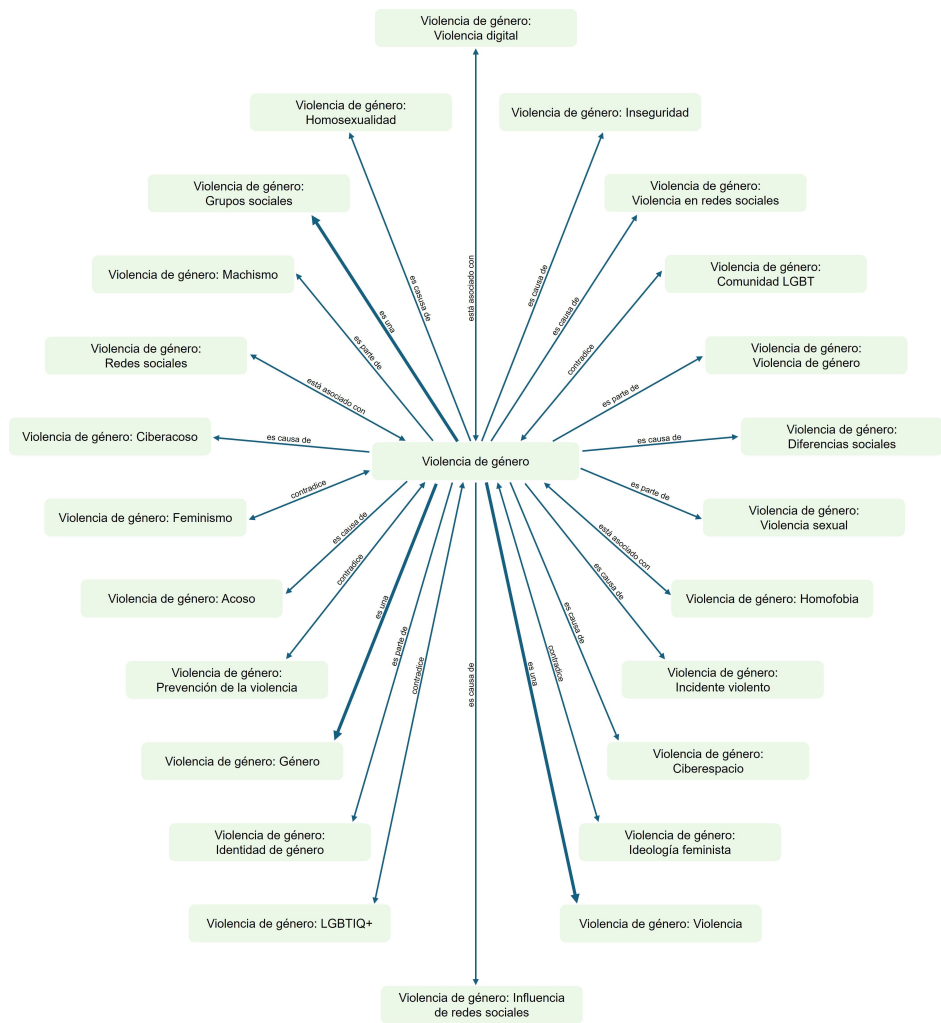 Violencia de género:
Violencia digital
Violencia de género:
Homosexualidad
Violencia de género: Inseguridad
Violencia de género:
Grupos sociales
Violencia de género:
Violencia en redes sociales
Violencia de género: Machismo
Violencia de género:
Comunidad LGBT
es casusa de
está asociado con
es causa de
es una
es causa de
es parte de
contradice
Violencia de género:
Redes sociales
Violencia de género:
Violencia de género
está asociado con
es parte de
Violencia de género: Ciberacoso
es causa de
es causa de
Violencia de género:
Diferencias sociales
Violencia de género
Violencia de género: Feminismo
contradice
es parte de
Violencia de género:
Violencia sexual
es causa de
está asociado con
Violencia de género: Acoso
contradice
es causa de
Violencia de género: Homofobia
es una
es causa de
Violencia de género:
Prevención de la violencia
es parte de
contradice
es causa de
es una
contradice
Violencia de género:
Incidente violento
Violencia de género: Género
Violencia de género:
Ciberespacio
Violencia de género:
Identidad de género
Violencia de género:
Ideología feminista
Violencia de género: LGBTIQ+
Violencia de género: Violencia
Violencia de género: Influencia
de redes sociales